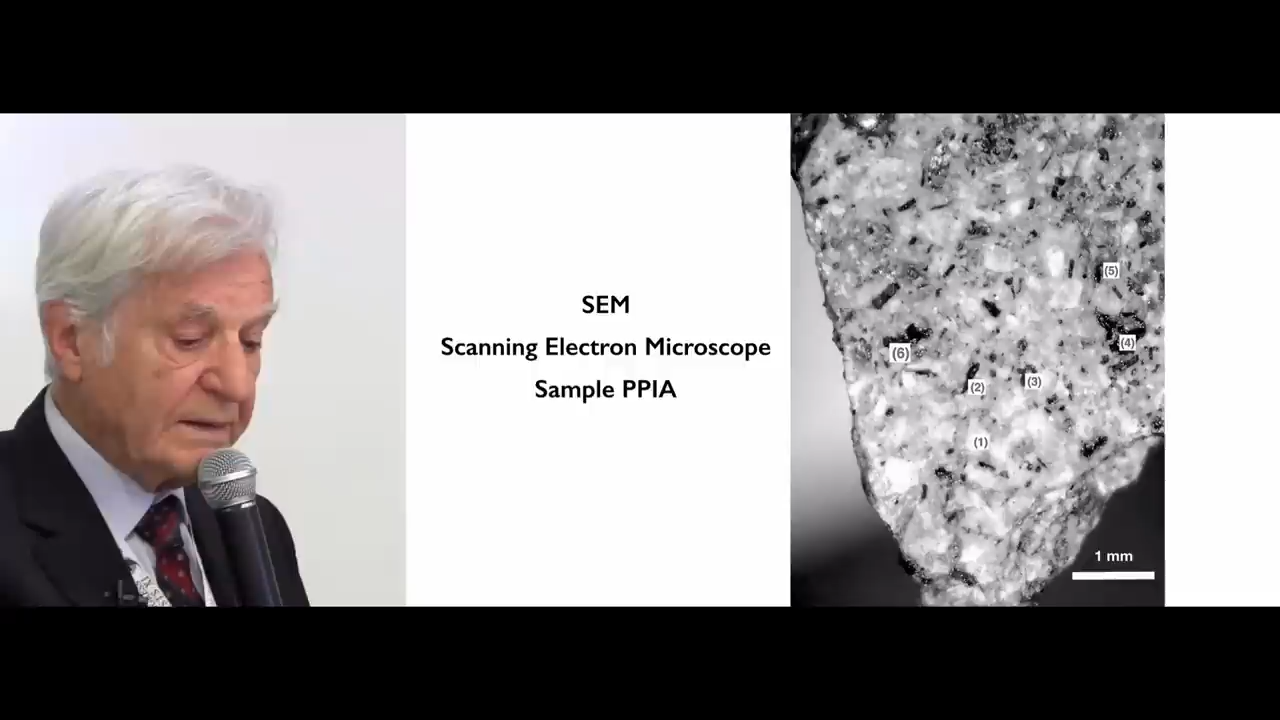 SEM
Scanning Electron Microscope
Sample PPIA
(5)
(4)
(6)
(3)
(2)
(1)
1 mm